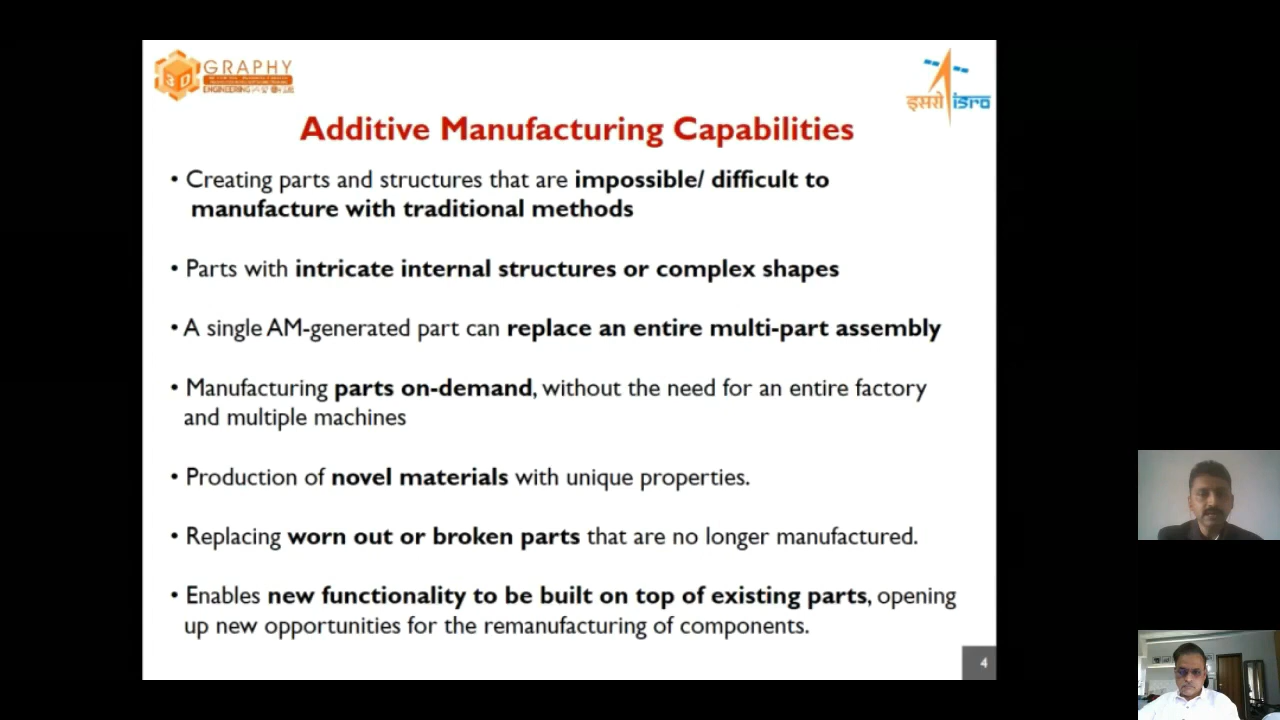 3D GRAPHY
ENGINEERING
इसरो isro
Additive Manufacturing Capabilities
• Creating parts and structures that are impossible/ difficult to
manufacture with traditional methods
• Parts with intricate internal structures or complex shapes
• A single AM-generated part can replace an entire multi-part assembly
• Manufacturing parts on-demand, without the need for an entire factory
and multiple machines
• Production of novel materials with unique properties.
• Replacing worn out or broken parts that are no longer manufactured.
• Enables new functionality to be built on top of existing parts, opening
up new opportunities for the remanufacturing of components.
4